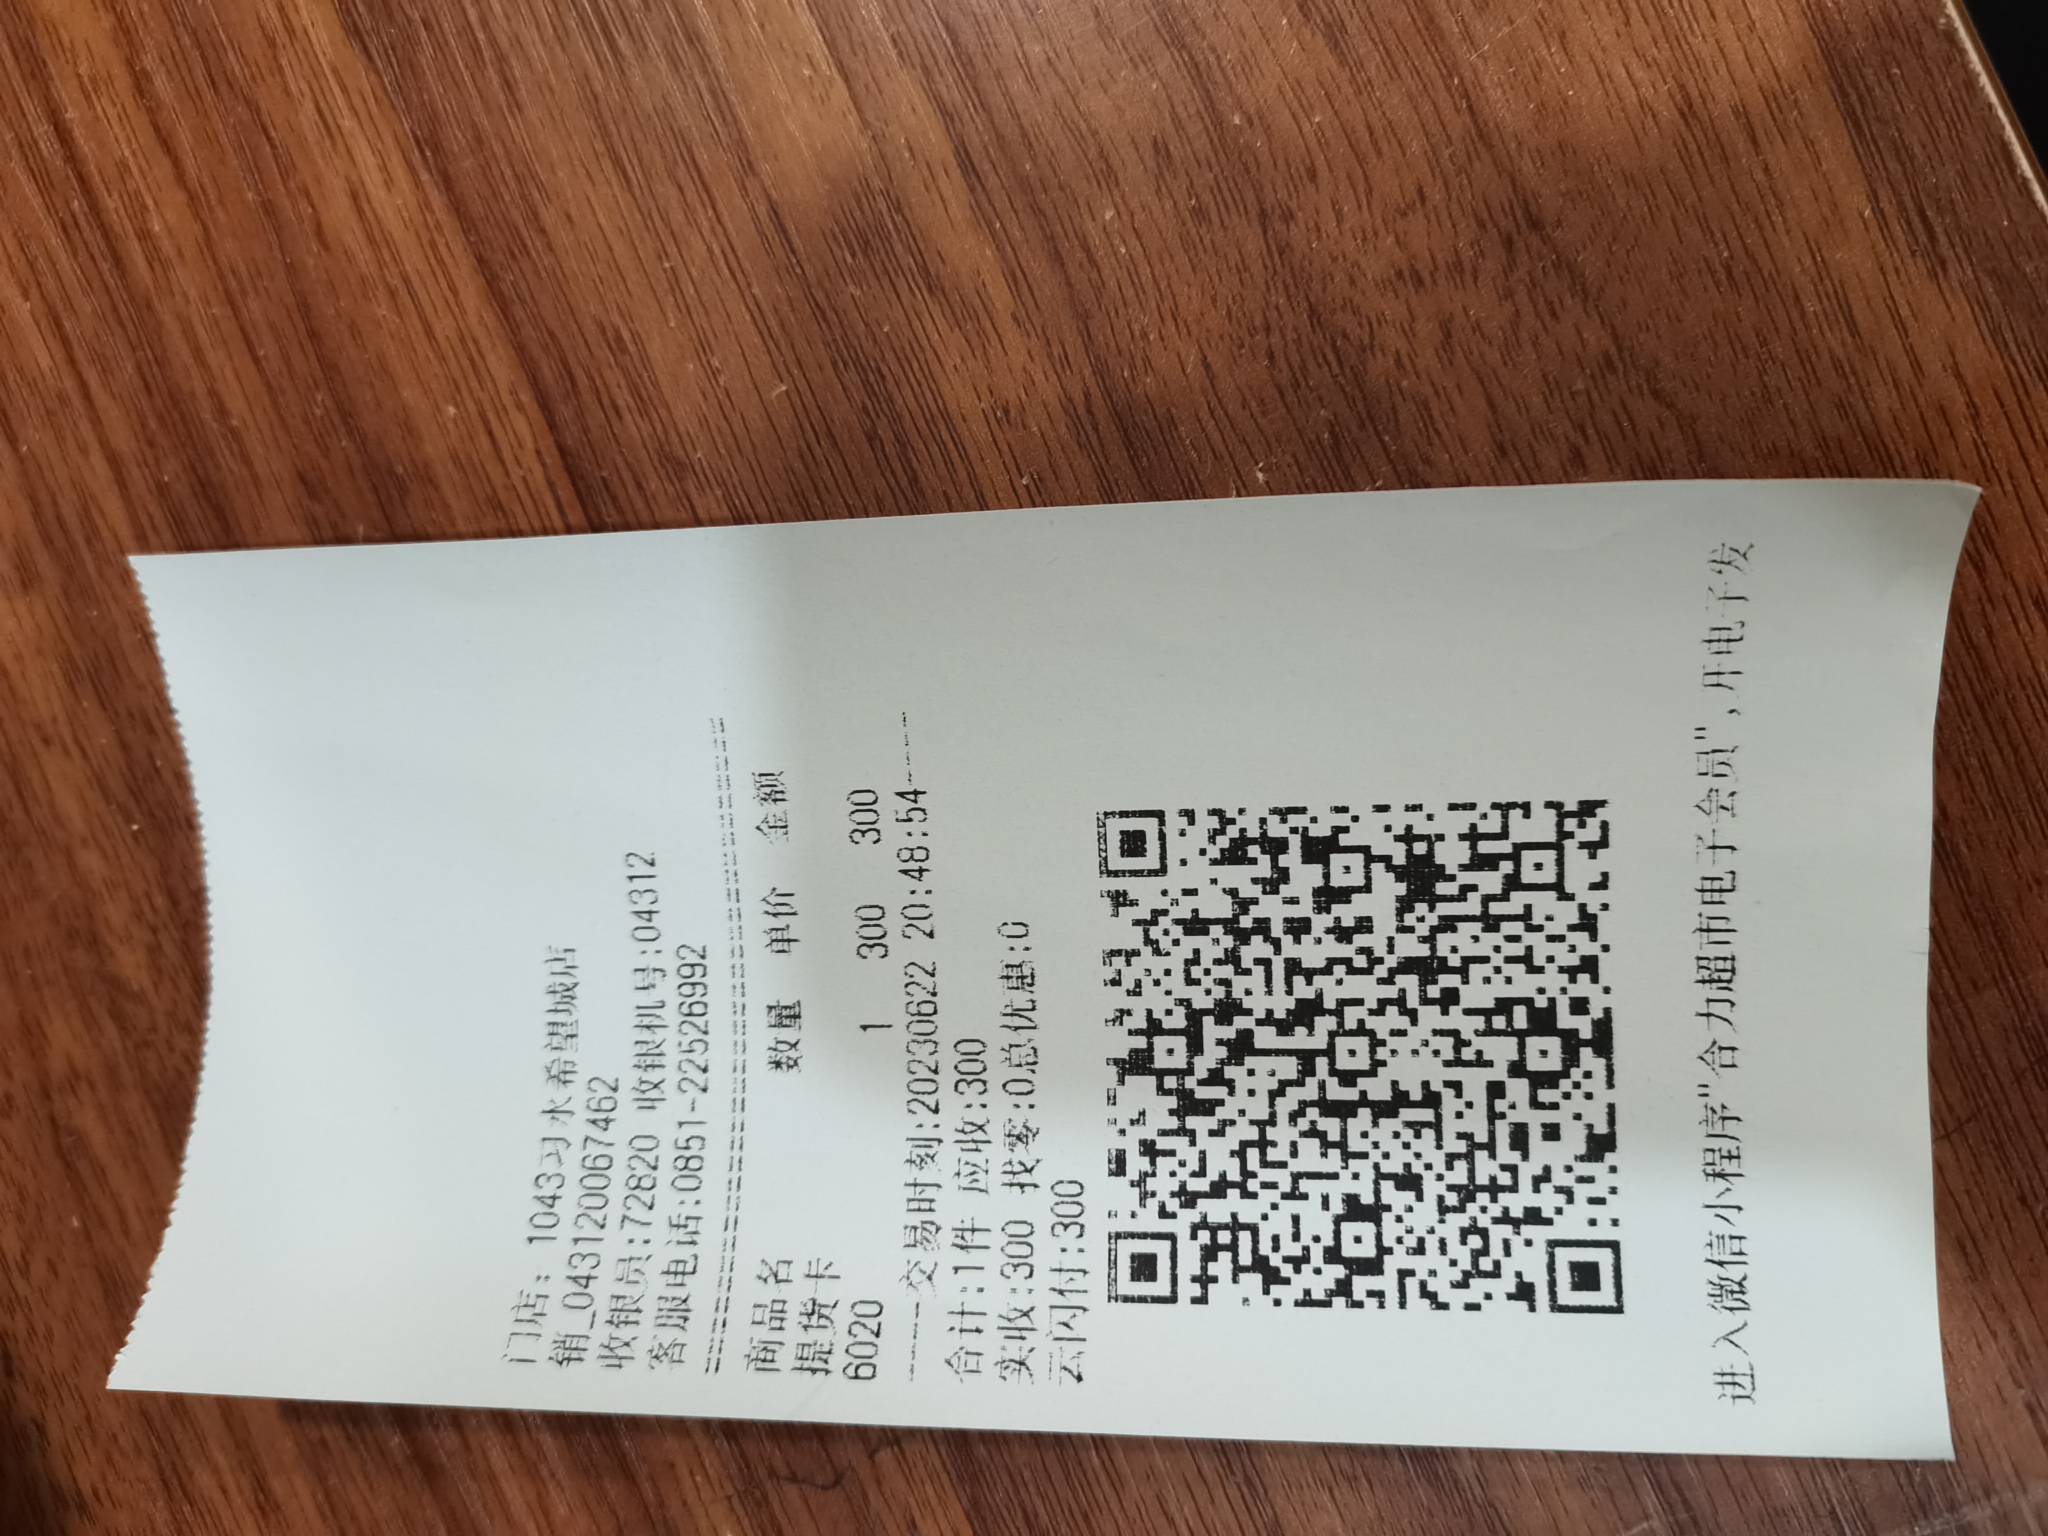 门店: 1043习水希望城店
销_043120067462
收银员:72820 收银机号:04312
客服电话:0851-22526992
商品名 数量 单价 金额
提货卡
6020 1 300 300
----交易时刻:20230622 20:48:54----
合计:1件 应收:300
实收:300 找零:0总优惠:0
云闪付:300
进入微信小程序"合力超市电子会员",开电子发